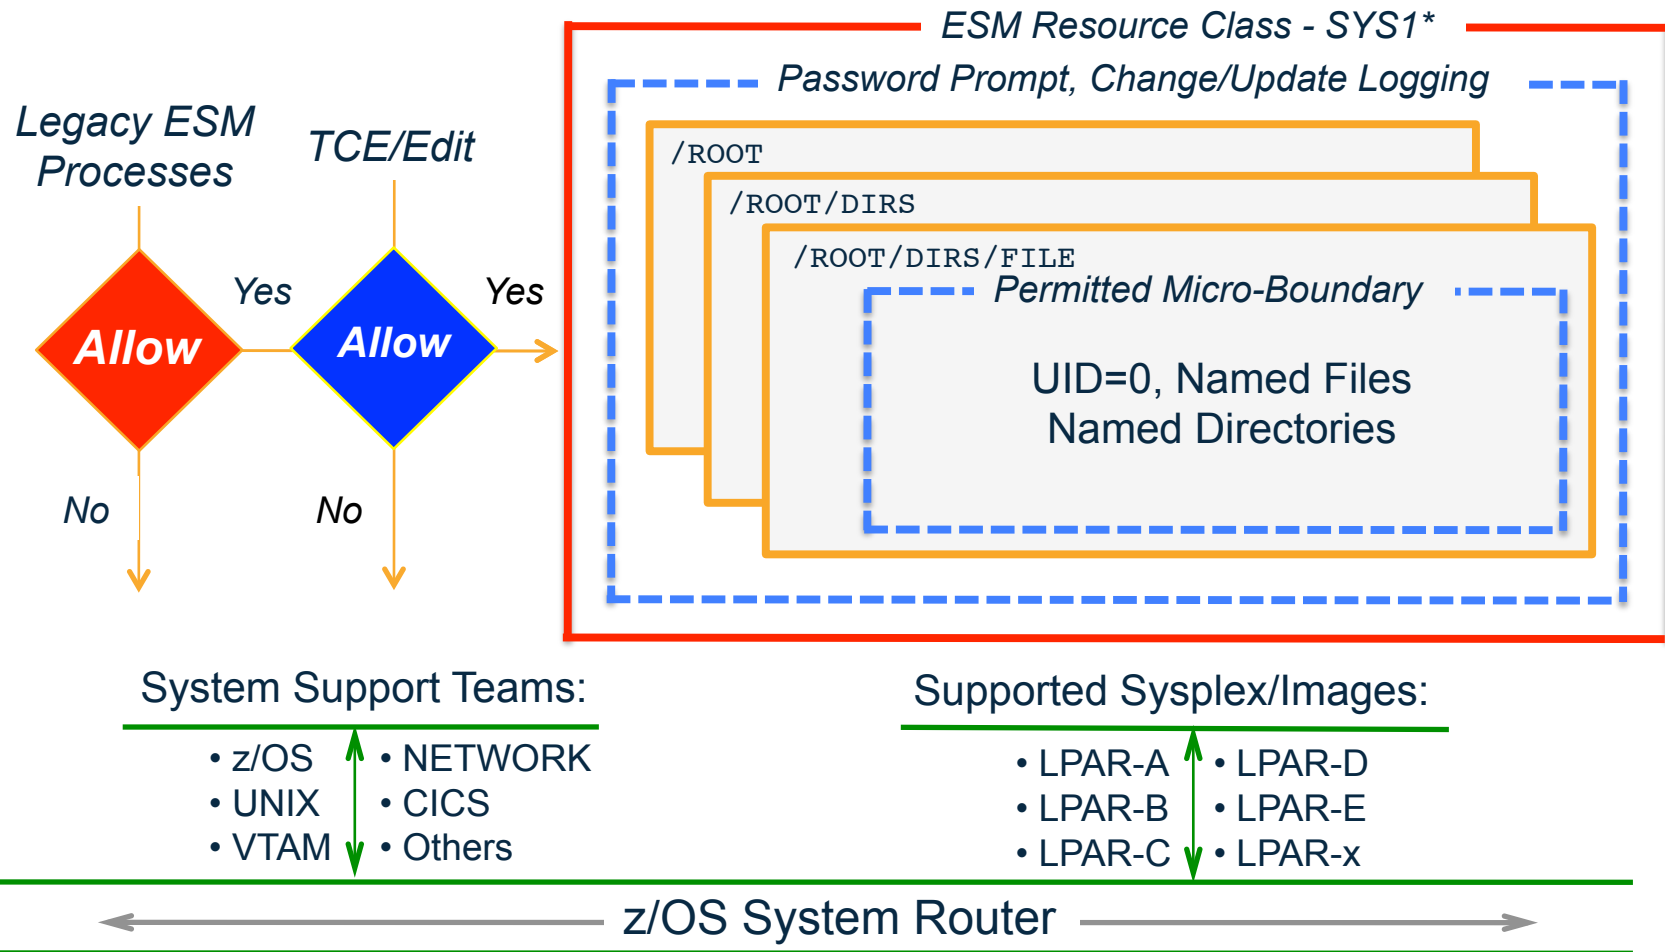 ESM Resource Class - SYS1*
Password Prompt, Change/Update Logging
Legacy ESM
Processes
TCE/Edit
/ROOT
/ROOT/DIRS
/ROOT/DIRS/FILE
Permitted Micro-Boundary
UID=0, Named Files
Named Directories
Allow
Yes
Allow
Yes
No
No
System Support Teams:
• z/OS
• UNIX
• VTAM
• NETWORK
• CICS
• Others
Supported Sysplex/Images:
• LPAR-A
• LPAR-B
• LPAR-C
• LPAR-D
• LPAR-E
• LPAR-x
z/OS System Router